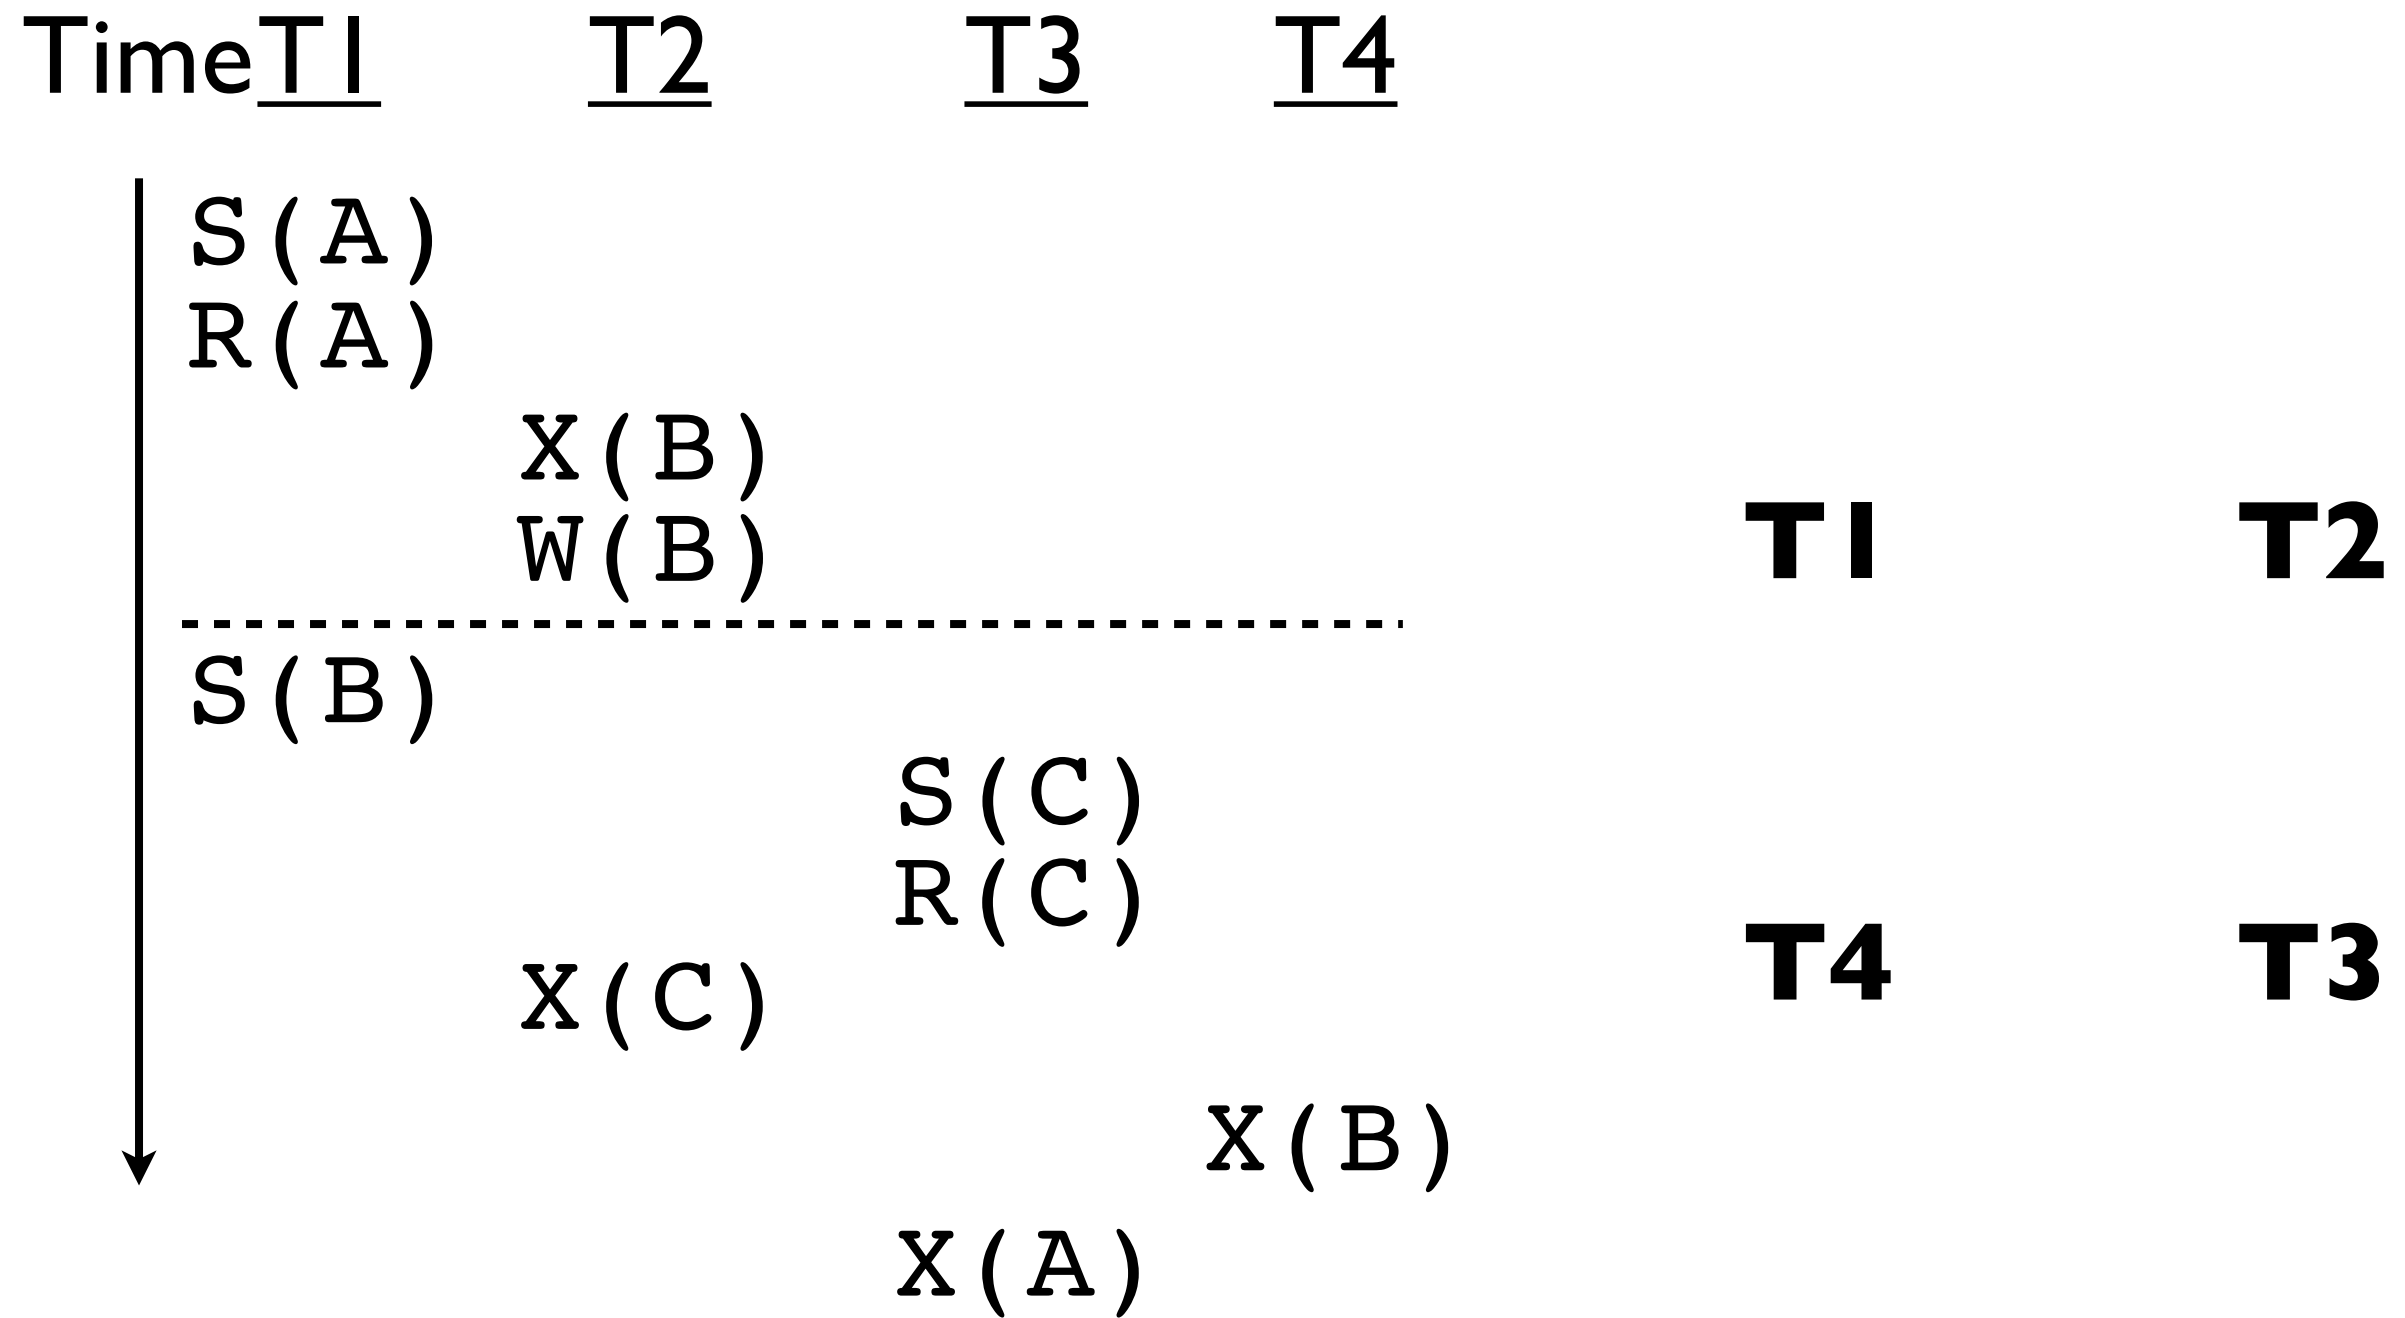 Time T1 T2 T3 T4
S(A)
R(A)
X(B)
W(B)
T1 T2
S(B)
S(C)
R(C)
T4 T3
X(C)
X(B)
X(A)